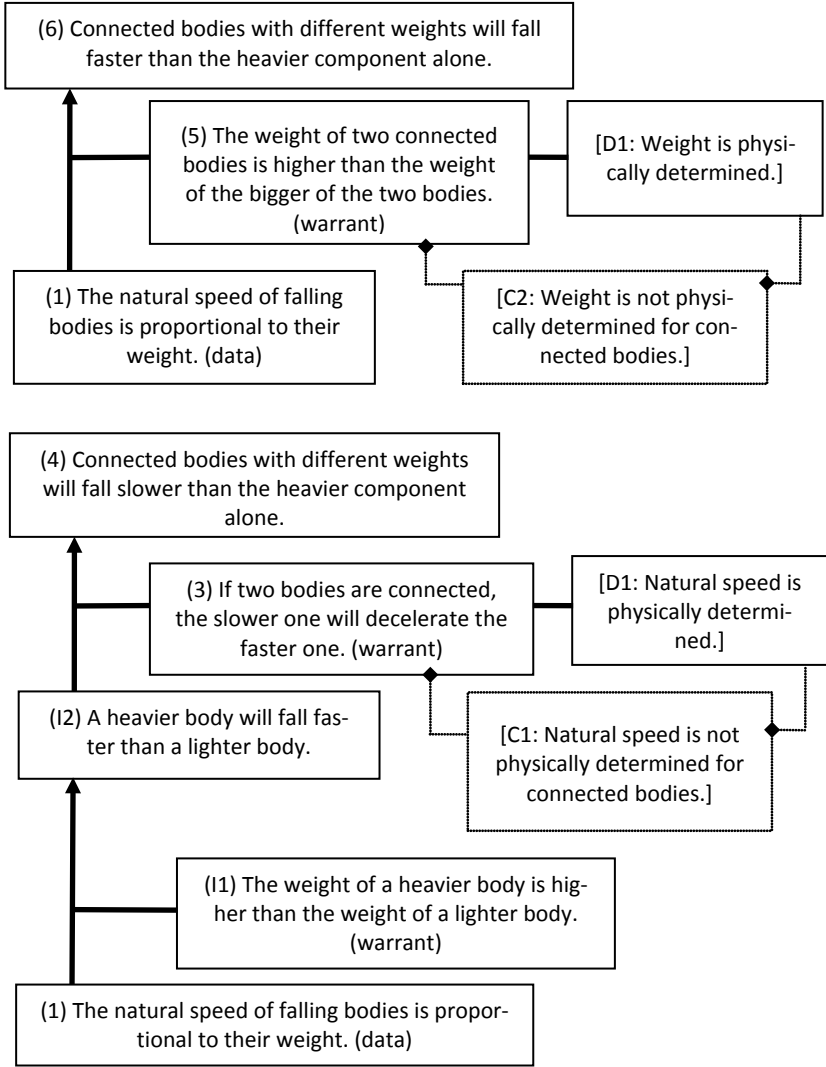 (6) Connected bodies with different weights will fall
faster than the heavier component alone.
(5) The weight of two connected
bodies is higher than the weight
of the bigger of the two bodies.
(warrant)
[D1: Weight is physi-
cally determined.]
(1) The natural speed of falling
bodies is proportional to their
weight. (data)
[C2: Weight is not physi-
cally determined for con-
nected bodies.]
(4) Connected bodies with different weights
will fall slower than the heavier component
alone.
(3) If two bodies are connected,
the slower one will decelerate the
faster one. (warrant)
[D1: Natural speed is
physically determi-
ned.]
(I2) A heavier body will fall fas-
ter than a lighter body.
[C1: Natural speed is not
physically determined for
connected bodies.]
(I1) The weight of a heavier body is hig-
her than the weight of a lighter body.
(warrant)
(1) The natural speed of falling bodies is propor-
tional to their weight. (data)